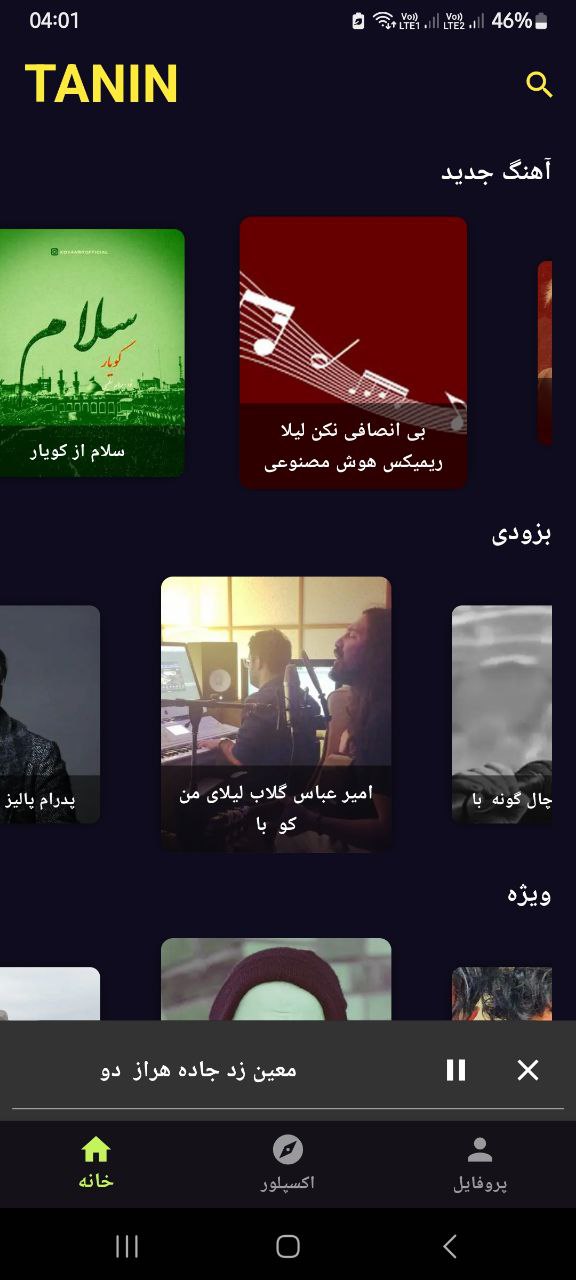 04:01
Vo)) LTE1 Vo)) LTE2 46%
TANIN
آهنگ جدید
سلام
کویار
سلام از کویار
بی انصافی نکن لیلا
ریمیکس هوش مصنوعی
بزودی
پدرام پالیز
امیر عباس گلاب لیلای من
کو با
چال گونه با
ویژه
معین زد جاده هراز دو
خانه
اکسپلور
پروفایل